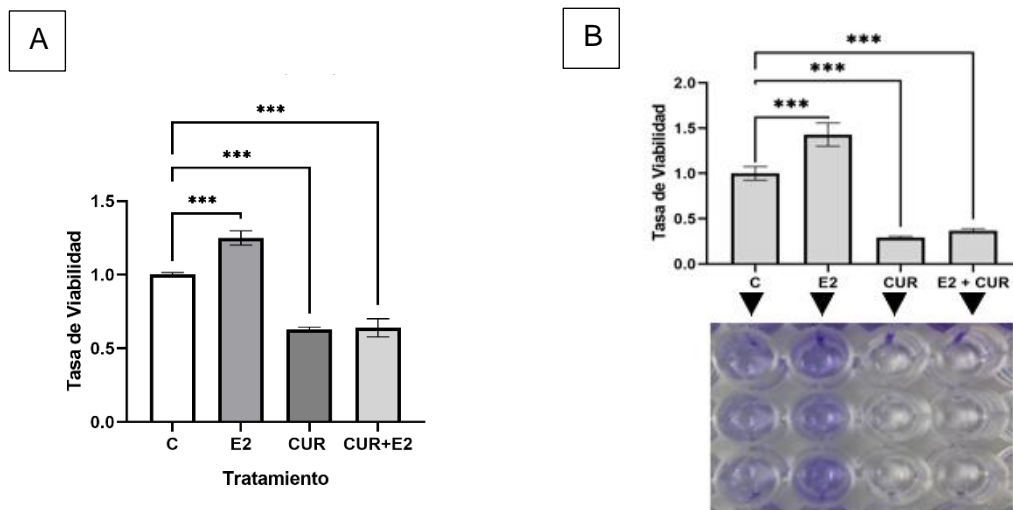 A
***
***
***
Tasa de Viabilidad
1.5
1.0
0.5
0.0
C E2 CUR CUR+E2
Tratamiento
B
***
***
***
Tasa de Viabilidad
2.0
1.5
1.0
0.5
0.0
C E2 CUR E2 + CUR